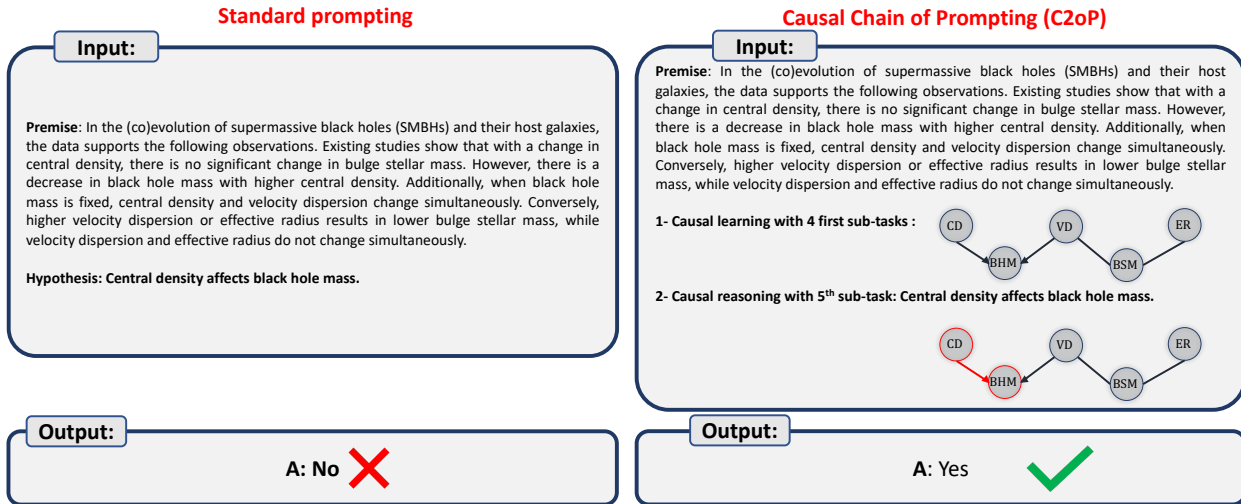 Standard prompting
Input:
Premise: In the (co)evolution of supermassive black holes (SMBHs) and their host galaxies,
the data supports the following observations. Existing studies show that with a change in
central density, there is no significant change in bulge stellar mass. However, there is a
decrease in black hole mass with higher central density. Additionally, when black hole
mass is fixed, central density and velocity dispersion change simultaneously. Conversely,
higher velocity dispersion or effective radius results in lower bulge stellar mass, while
velocity dispersion and effective radius do not change simultaneously.
Hypothesis: Central density affects black hole mass.
Output:
A: No
Causal Chain of Prompting (C2oP)
Input:
Premise: In the (co)evolution of supermassive black holes (SMBHs) and their host
galaxies, the data supports the following observations. Existing studies show that with a
change in central density, there is no significant change in bulge stellar mass. However,
there is a decrease in black hole mass with higher central density. Additionally, when
black hole mass is fixed, central density and velocity dispersion change simultaneously.
Conversely, higher velocity dispersion or effective radius results in lower bulge stellar
mass, while velocity dispersion and effective radius do not change simultaneously.
1- Causal learning with 4 first sub-tasks :
CD VD ER
BHM BSM
2- Causal reasoning with 5th sub-task: Central density affects black hole mass.
CD VD ER
BHM BSM
Output:
A: Yes